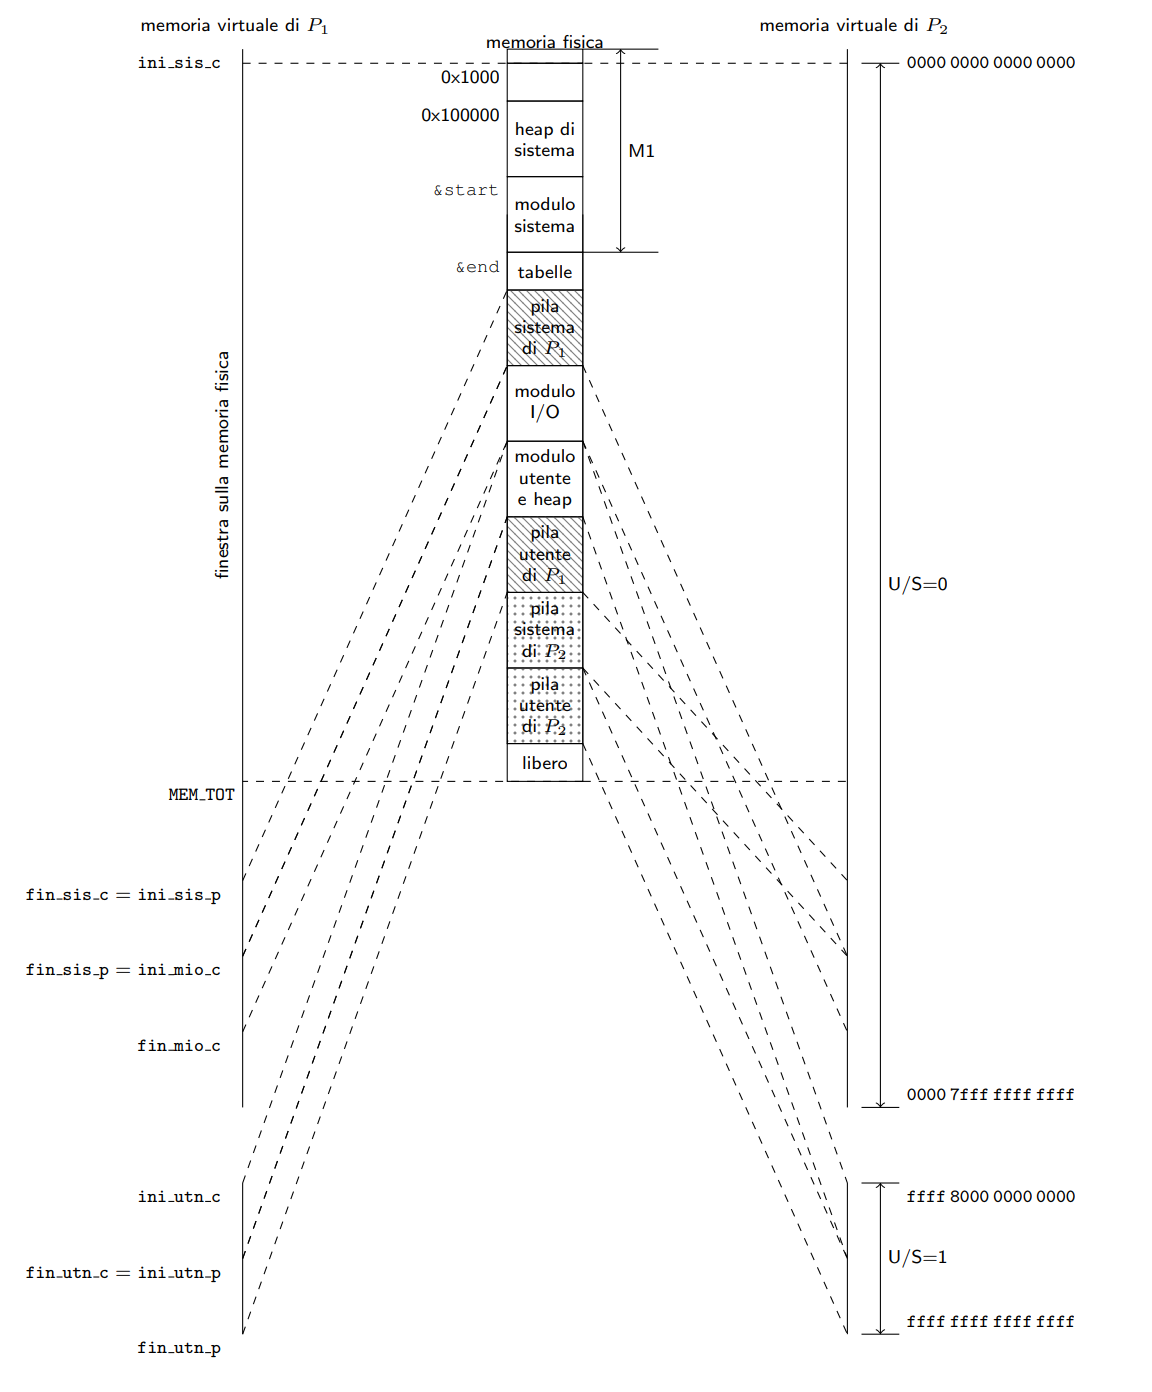 memoria virtuale di P1
memoria fisica
memoria virtuale di P2
ini_sis_c
0000 0000 0000 0000
0x1000
0x100000
heap di
sistema
M1
&start
modulo
sistema
&end
tabelle
pila
sistema
di P1
finestra sulla memoria fisica
modulo
I/O
modulo
utente
e heap
pila
utente
di P1
U/S=0
pila
sistema
di P2
pila
utente
di P2
libero
MEM_TOT
fin_sis_c = ini_sis_p
fin_sis_p = ini_mio_c
fin_mio_c
0000 7fff ffff ffff
ini_utn_c
ffff 8000 0000 0000
U/S=1
fin_utn_c = ini_utn_p
ffff ffff ffff ffff
fin_utn_p